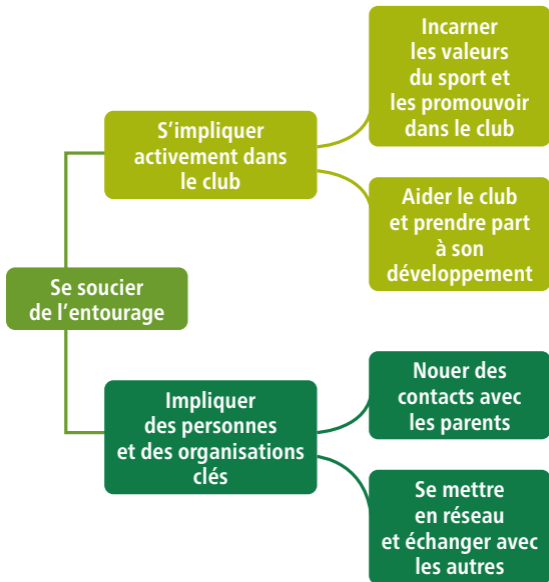 Incarner
les valeurs
du sport et
les promouvoir
dans le club
S’impliquer
activement dans
le club
Aider le club
et prendre part
à son
développement
Se soucier
de l’entourage
Impliquer
des personnes
et des organisations
clés
Nouer des
contacts avec
les parents
Se mettre
en réseau
et échanger avec
les autres